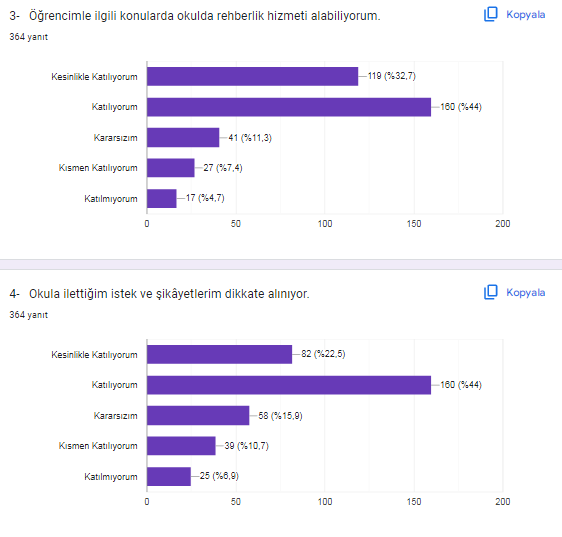 3- Öğrencimle ilgili konularda okulda rehberlik hizmeti alabiliyorum.
Kopyala
364 yanıt
Kesinlikle Katılıyorum 119 (%32,7)
Katılıyorum 160 (%44)
Kararsızım 41 (%11,3)
Kısmen Katılıyorum 27 (%7,4)
Katılmıyorum 17 (%4,7)
0 50 100 150 200
4- Okula ilettiğim istek ve şikâyetlerim dikkate alınıyor.
Kopyala
364 yanıt
Kesinlikle Katılıyorum 82 (%22,5)
Katılıyorum 160 (%44)
Kararsızım 58 (%15,9)
Kısmen Katılıyorum 39 (%10,7)
Katılmıyorum 25 (%6,9)
0 50 100 150 200